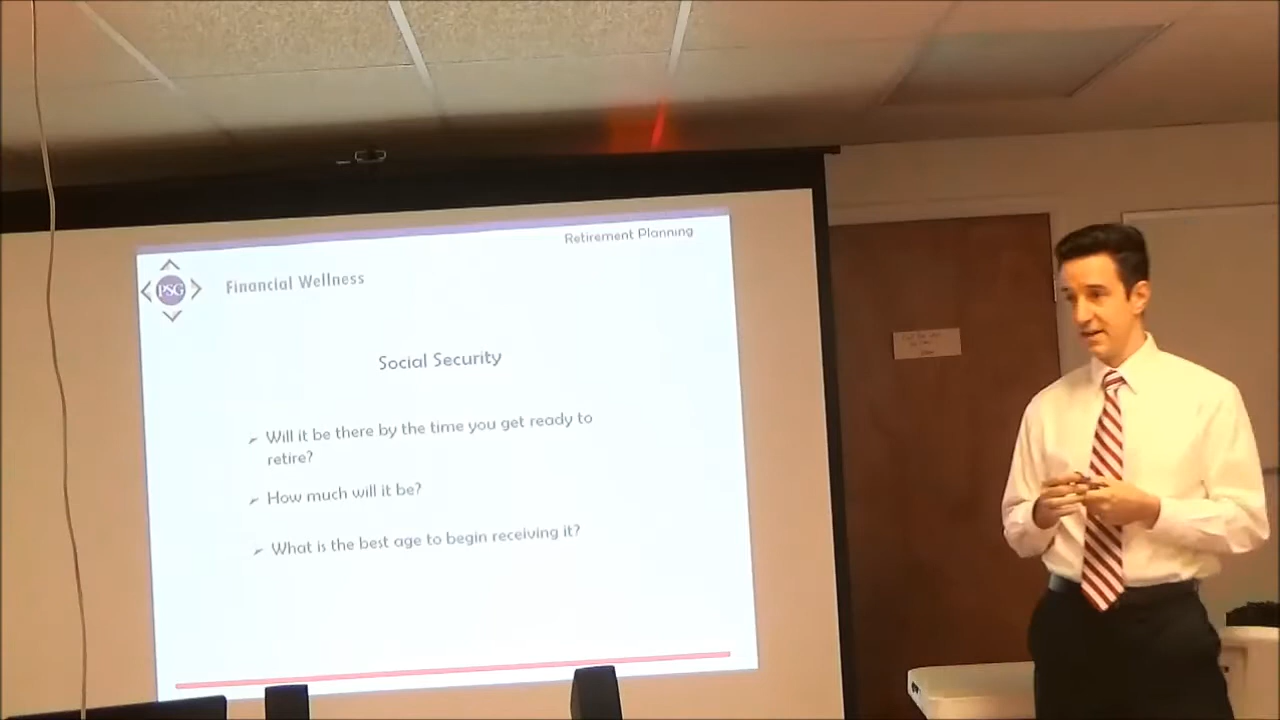 Retirement Planning
PSG
Financial Wellness
Social Security
Will it be there by the time you get ready to
retire?
How much will it be?
What is the best age to begin receiving it?